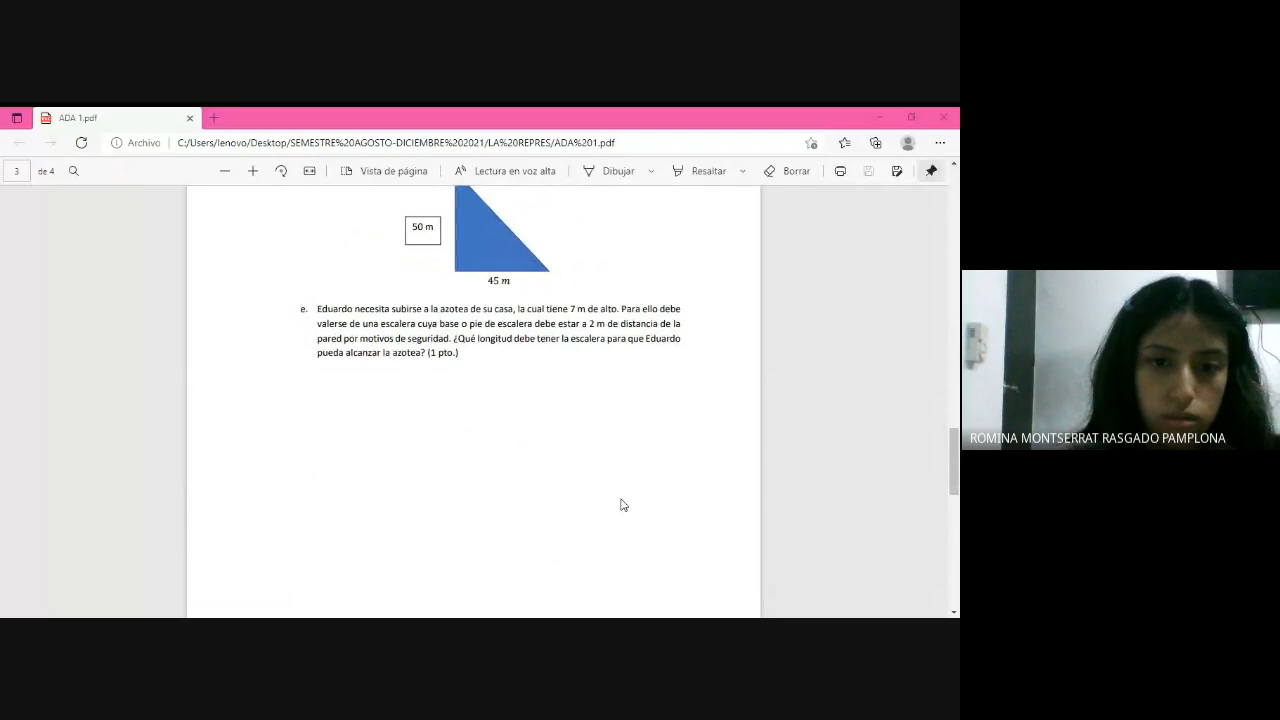 ADA 1.pdf
Archivo
C:/Users/lenovo/Desktop/SEMESTRE%20AGOSTO-DICIEMBRE%202021/LA%20REPRES/ADA%201.pdf
3 de 4
Vista de página
Lectura en voz alta
Dibujar
Resaltar
Borrar
50 m
45 m
e. Eduardo necesita subirse a la azotea de su casa, la cual tiene 7 m de alto. Para ello debe
valerse de una escalera cuya base o pie de escalera debe estar a 2 m de distancia de la
pared por motivos de seguridad. ¿Qué longitud debe tener la escalera para que Eduardo
pueda alcanzar la azotea? (1 pto.)
ROMINA MONTSERRAT RASGADO PAMPLONA